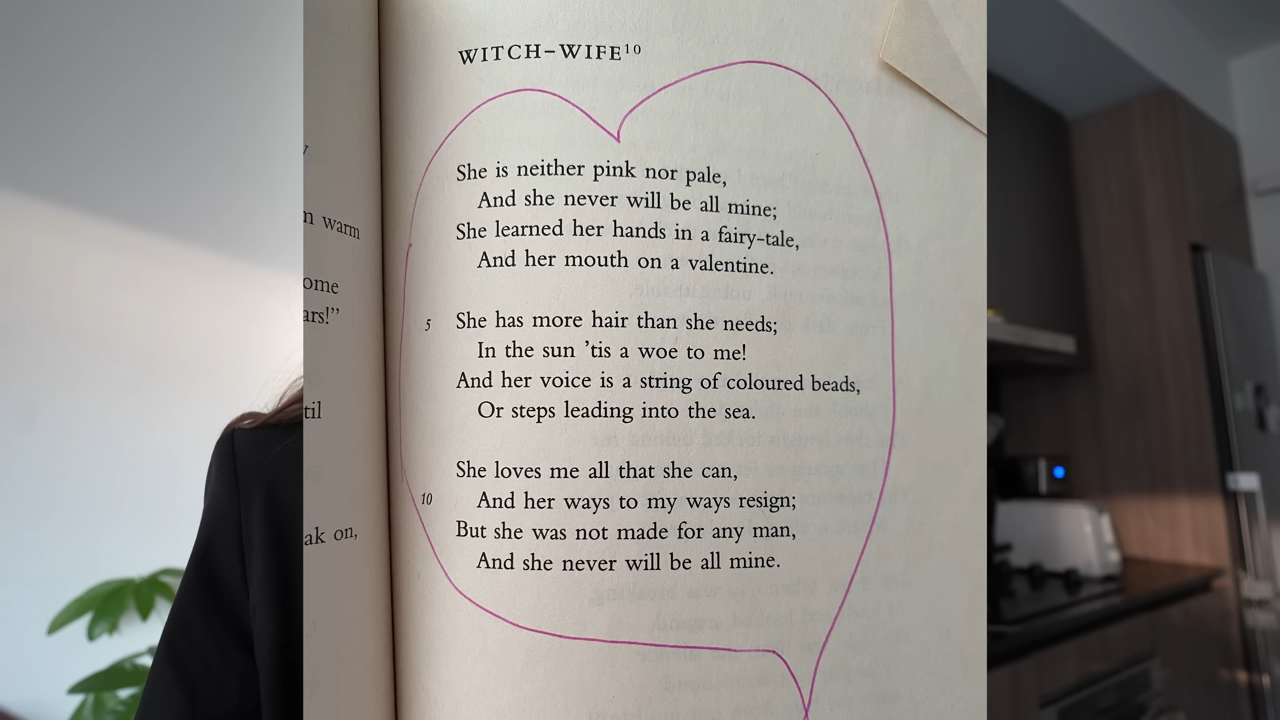 WITCH–WIFE¹⁰
She is neither pink nor pale,
And she never will be all mine;
She learned her hands in a fairy-tale,
And her mouth on a valentine.
5 She has more hair than she needs;
In the sun ’tis a woe to me!
And her voice is a string of coloured beads,
Or steps leading into the sea.
She loves me all that she can,
10 And her ways to my ways resign;
But she was not made for any man,
And she never will be all mine.
warm
ome
ars!”
til
ak on,